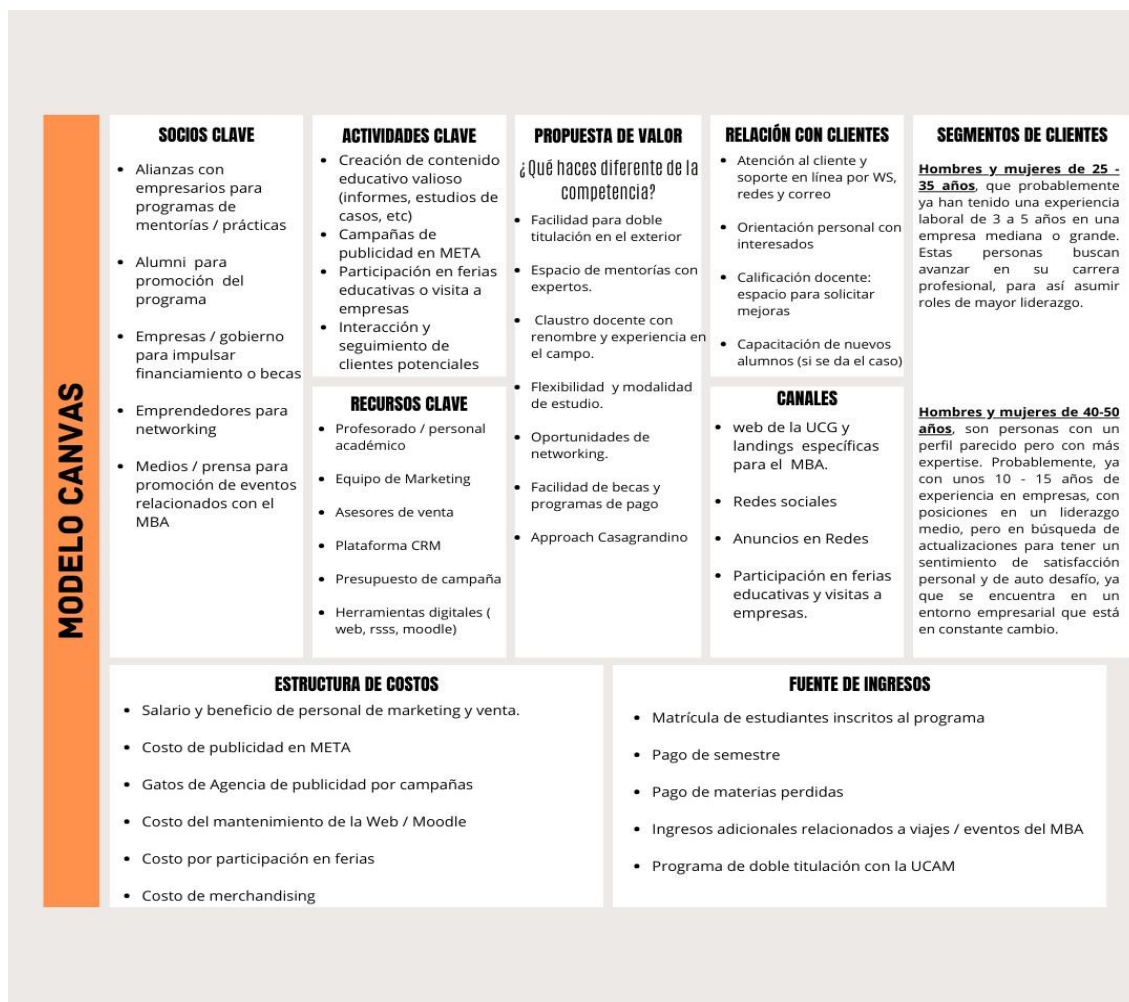 MODELO CANVAS
SOCIOS CLAVE
• Alianzas con
empresarios para
programas de
mentorías / prácticas
• Alumni para
promoción del
programa
• Empresas / gobierno
para impulsar
financiamiento o becas
• Emprendedores para
networking
• Medios / prensa para
promoción de eventos
relacionados con el
MBA
ACTIVIDADES CLAVE
• Creación de contenido
educativo valioso
(informes, estudios de
casos, etc)
• Campañas de
publicidad en META
• Participación en ferias
educativas o visita a
empresas
• Interacción y
seguimiento de
clientes potenciales
RECURSOS CLAVE
• Profesorado / personal
académico
• Equipo de Marketing
• Asesores de venta
• Plataforma CRM
• Presupuesto de campaña
• Herramientas digitales (
web, rsss, moodle)
PROPUESTA DE VALOR
¿Qué haces diferente de la
competencia?
• Facilidad para doble
titulación en el exterior
• Espacio de mentorías con
expertos.
• Claustro docente con
renombre y experiencia en
el campo.
• Flexibilidad y modalidad
de estudio.
• Oportunidades de
networking.
• Facilidad de becas y
programas de pago
• Approach Casagrandino
RELACIÓN CON CLIENTES
• Atención al cliente y
soporte en línea por WS,
redes y correo
• Orientación personal con
interesados
• Calificación docente:
espacio para solicitar
mejoras
• Capacitación de nuevos
alumnos (si se da el caso)
CANALES
• web de la UCG y
landings específicas
para el MBA.
• Redes sociales
• Anuncios en Redes
• Participación en ferias
educativas y visitas a
empresas.
SEGMENTOS DE CLIENTES
Hombres y mujeres de 25 -
35 años, que probablemente
ya han tenido una experiencia
laboral de 3 a 5 años en una
empresa mediana o grande.
Estas personas buscan
avanzar en su carrera
profesional, para así asumir
roles de mayor liderazgo.
Hombres y mujeres de 40-50
años, son personas con un
perfil parecido pero con más
expertise. Probablemente, ya
con unos 10 - 15 años de
experiencia en empresas, con
posiciones en un liderazgo
medio, pero en búsqueda de
actualizaciones para tener un
sentimiento de satisfacción
personal y de auto desafío, ya
que se encuentra en un
entorno empresarial que está
en constante cambio.
ESTRUCTURA DE COSTOS
• Salario y beneficio de personal de marketing y venta.
• Costo de publicidad en META
• Gatos de Agencia de publicidad por campañas
• Costo del mantenimiento de la Web / Moodle
• Costo por participación en ferias
• Costo de merchandising
FUENTE DE INGRESOS
• Matrícula de estudiantes inscritos al programa
• Pago de semestre
• Pago de materias perdidas
• Ingresos adicionales relacionados a viajes / eventos del MBA
• Programa de doble titulación con la UCAM